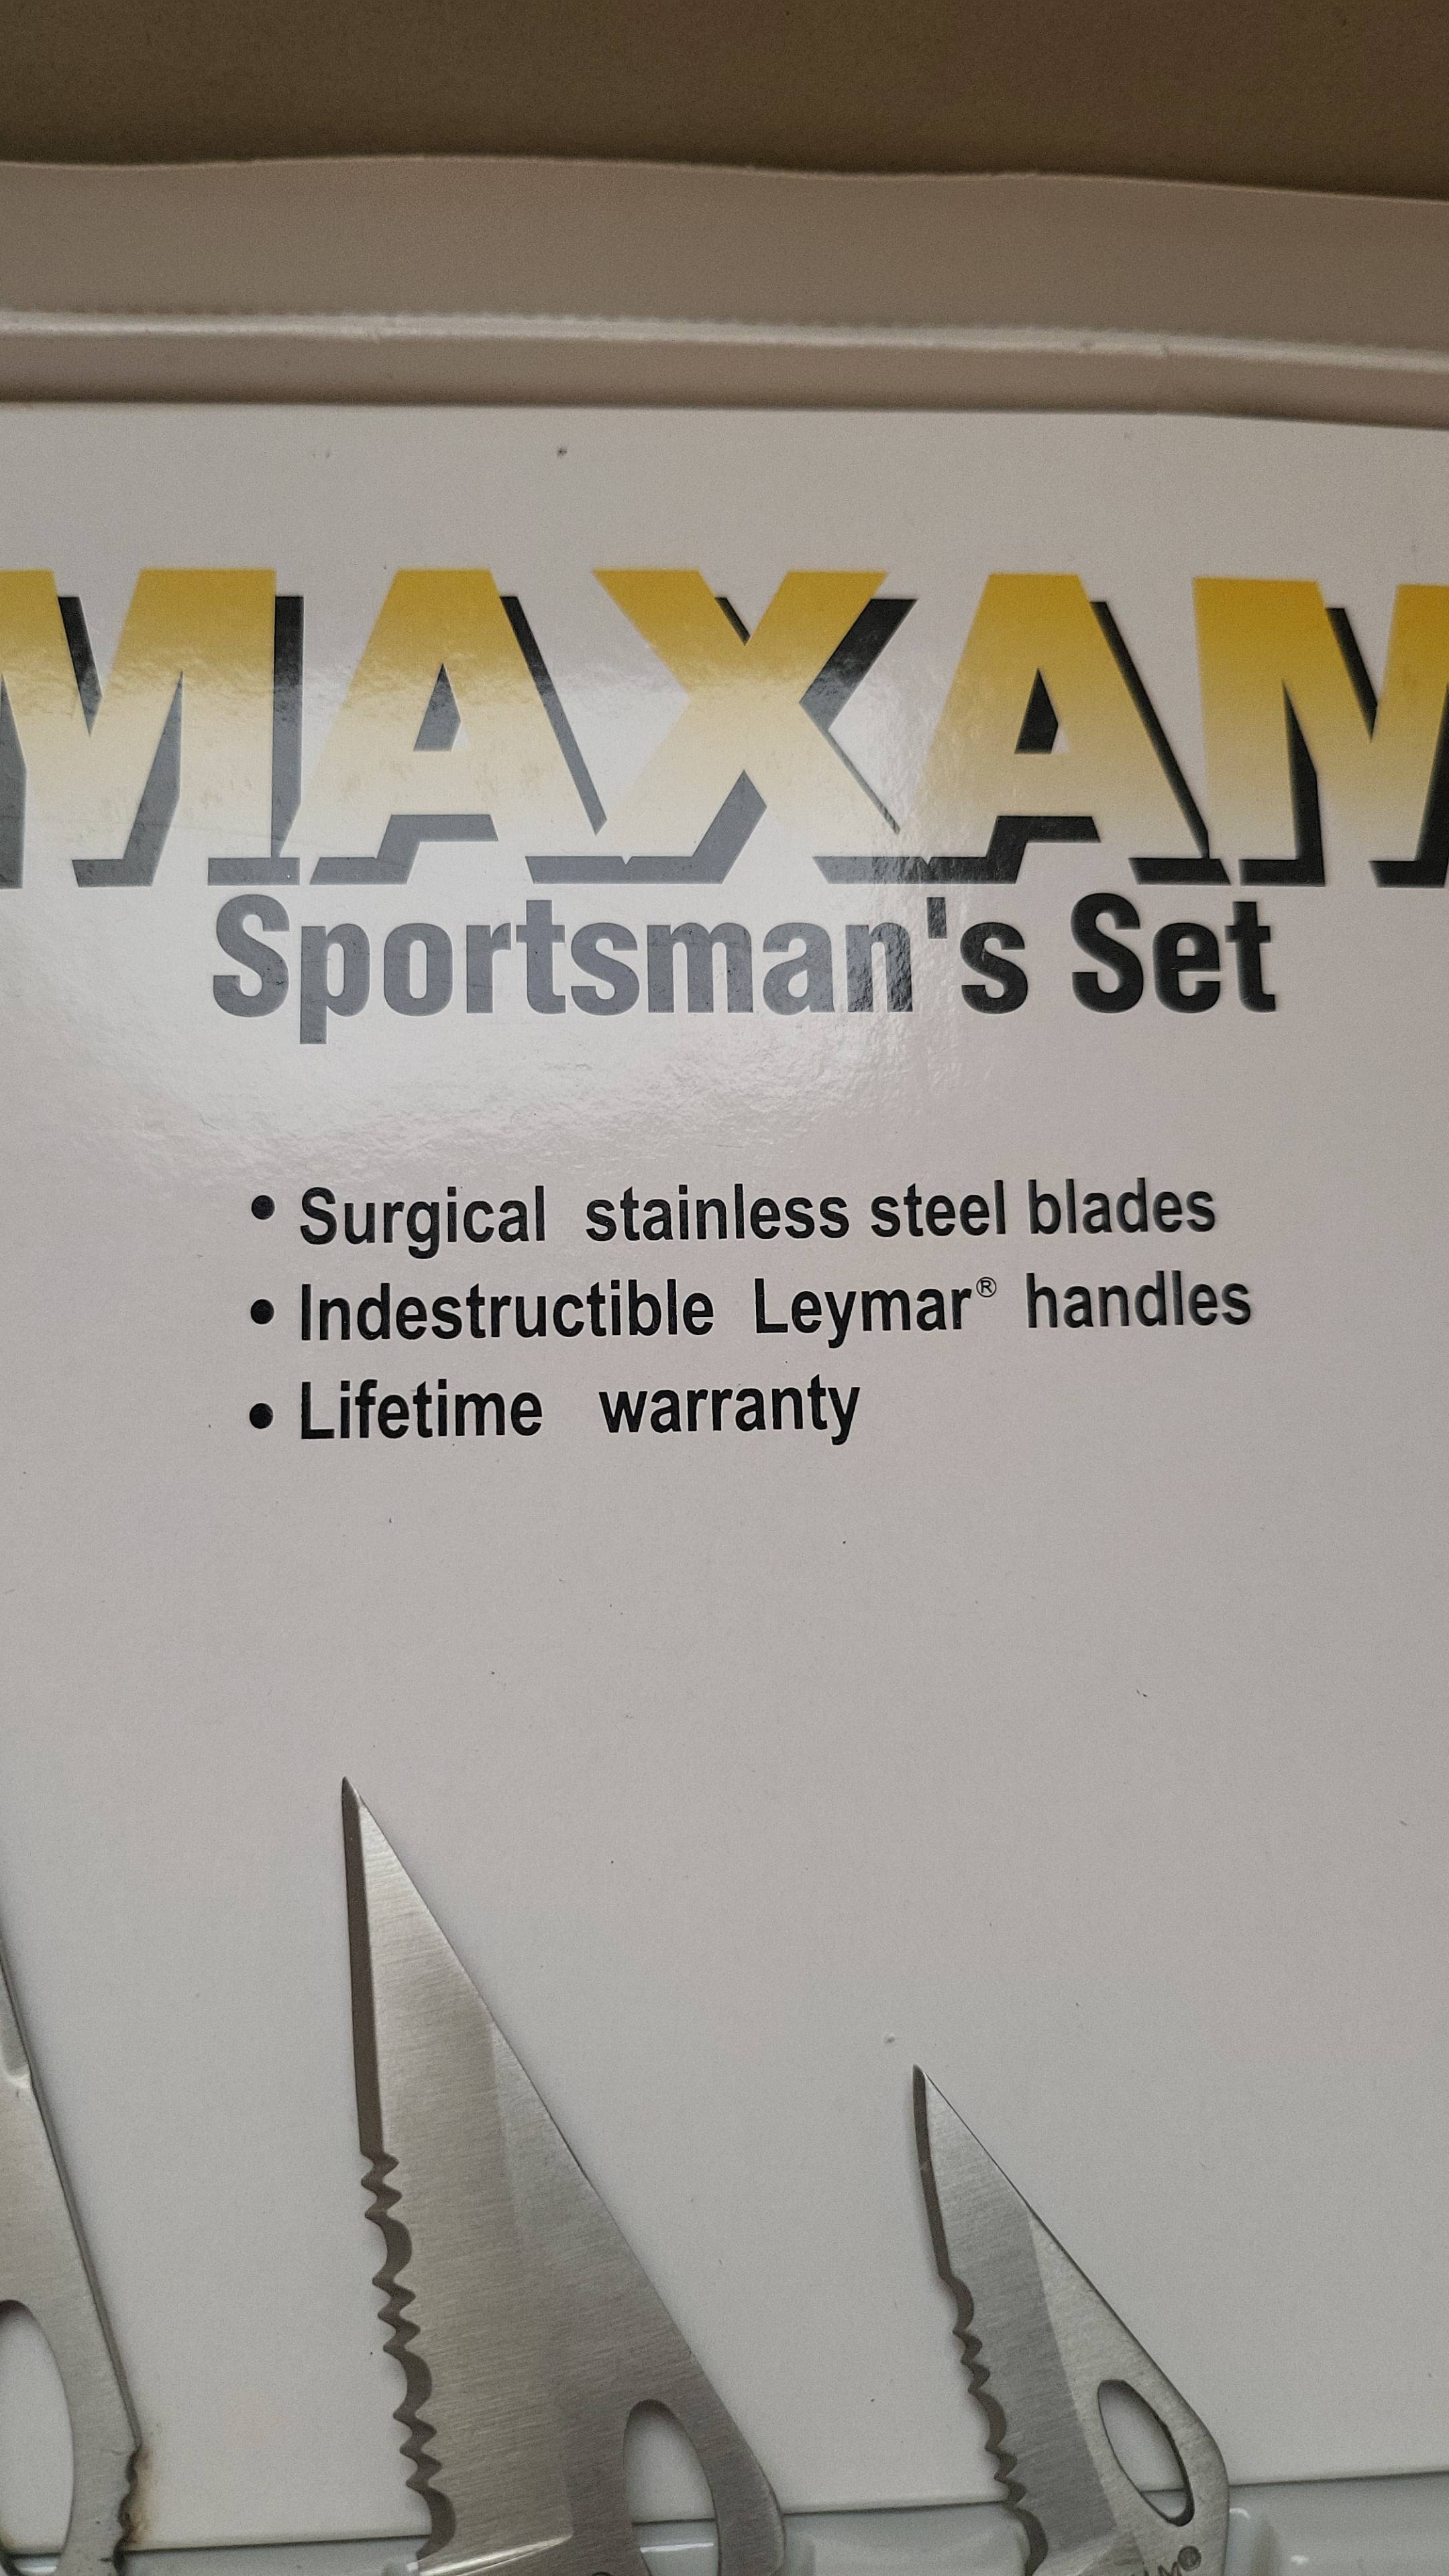 MAXAM
Sportsman's Set
• Surgical stainless steel blades
• Indestructible Leymar® handles
• Lifetime warranty